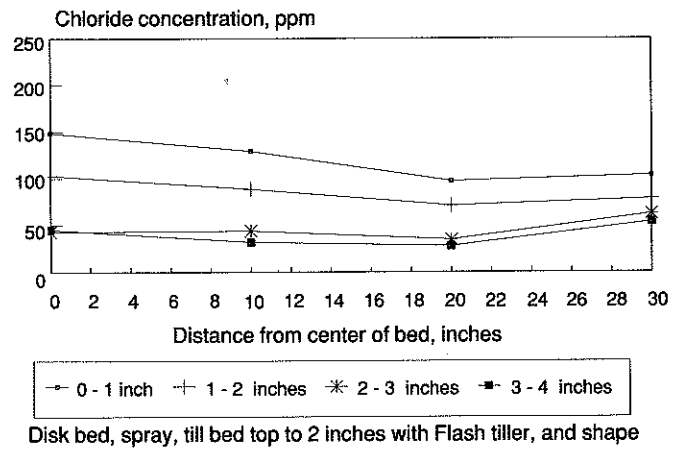 Chloride concentration, ppm
250
200
150
100
50
0
0 2 4 6 8 10 12 14 16 18 20 22 24 26 28 30
Distance from center of bed, inches
0 - 1 inch 1 - 2 inches 2 - 3 inches 3 - 4 inches
Disk bed, spray, till bed top to 2 inches with Flash tiller, and shape